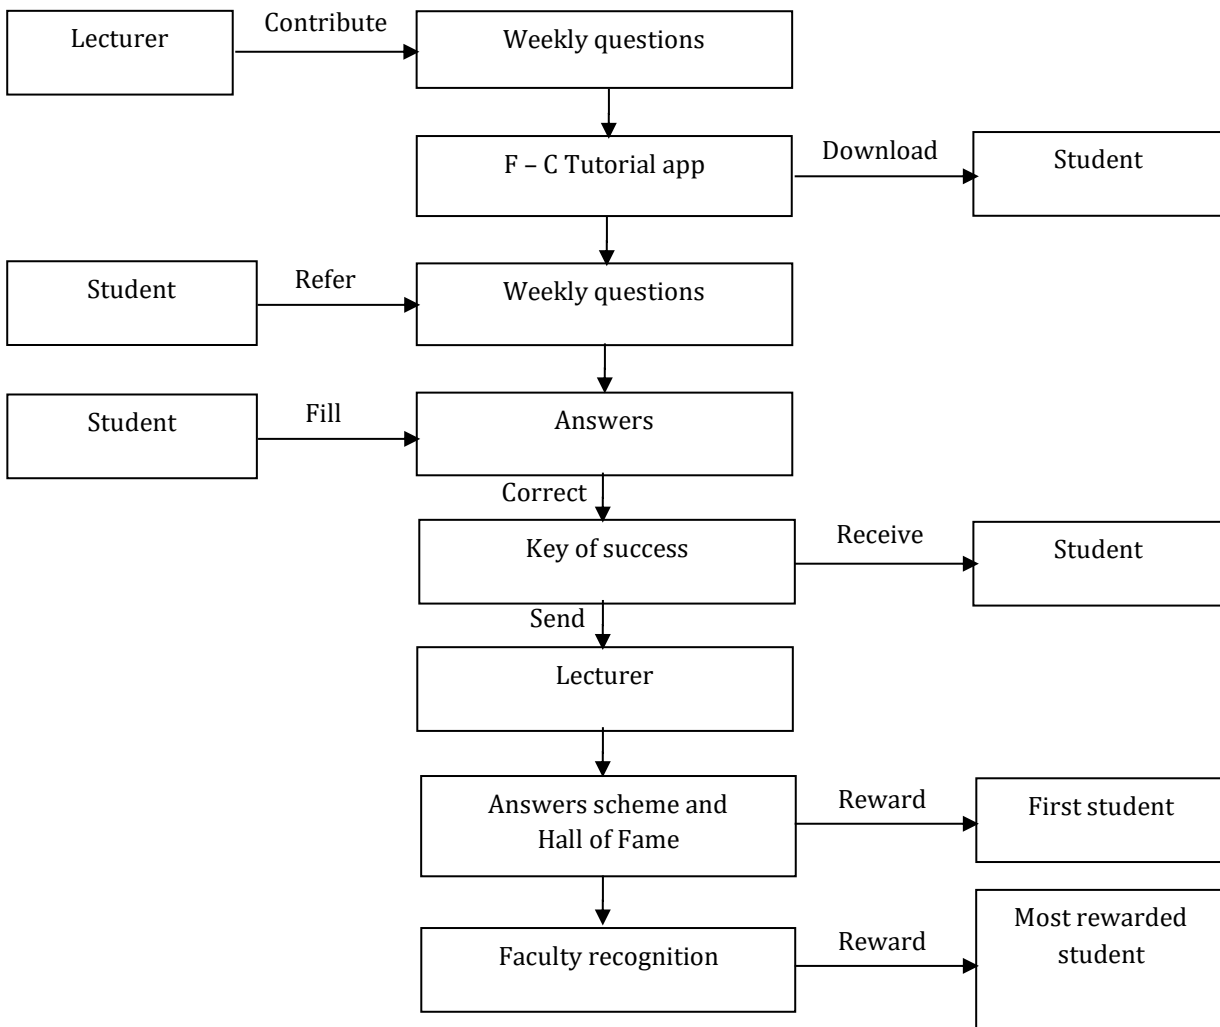 Lecturer
Contribute
Weekly questions
F – C Tutorial app
Download
Student
Student
Refer
Weekly questions
Student
Fill
Answers
Correct
Key of success
Receive
Student
Send
Lecturer
Answers scheme and
Hall of Fame
Reward
First student
Faculty recognition
Reward
Most rewarded
student